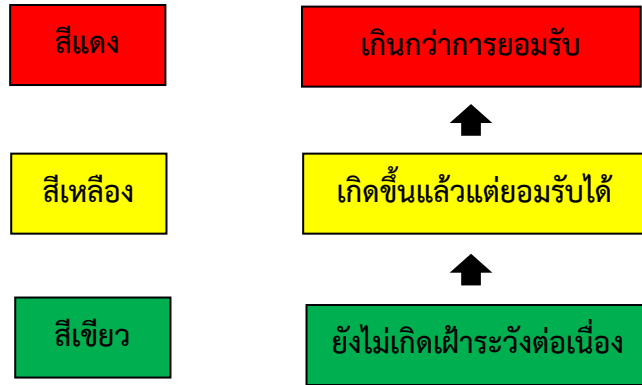 สีแดง
เกินกว่าการยอมรับ
สีเหลือง
เกิดขึ้นแล้วแต่ยอมรับได้
สีเขียว
ยังไม่เกิดเฝ้าระวังต่อเนื่อง